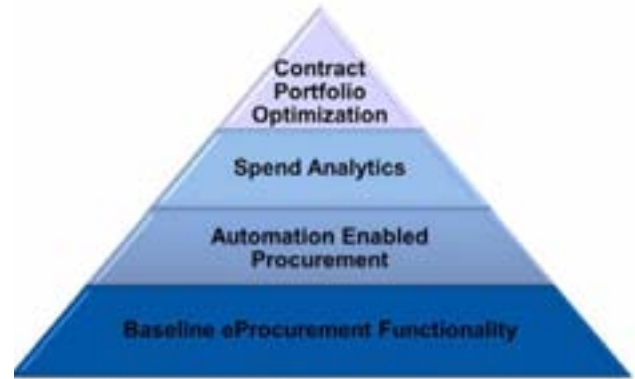 Contract
Portfolio
Optimization
Spend Analytics
Automation Enabled
Procurement
Baseline eProcurement Functionality